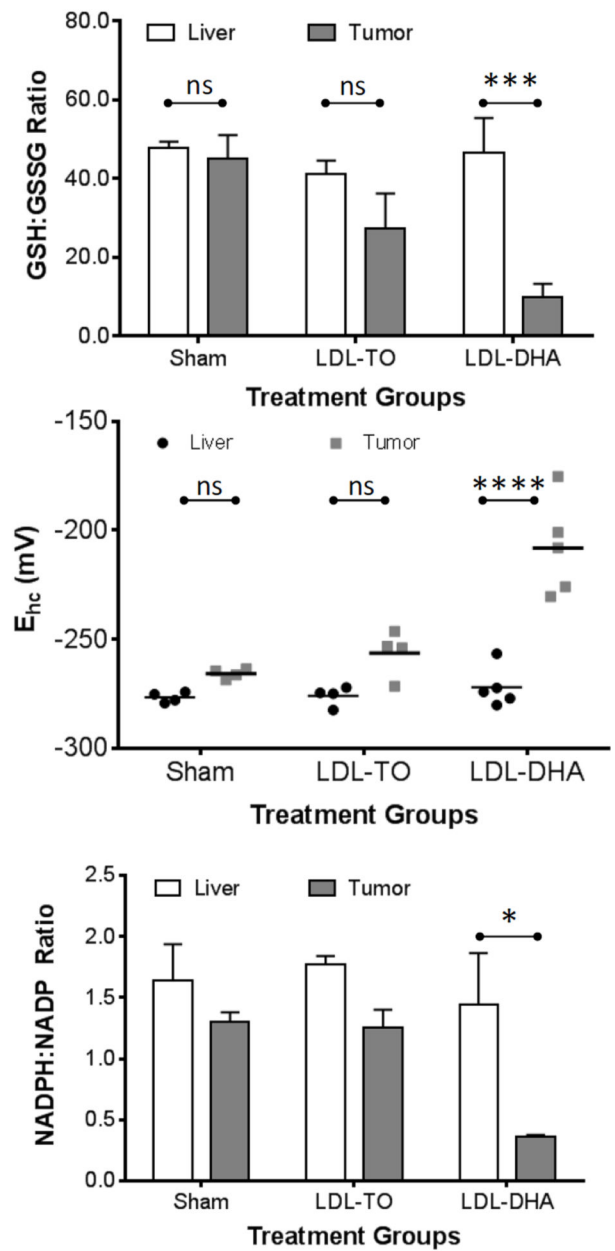 80.0
Liver Tumor
ns ns ***
60.0
40.0
20.0
0.0
GSH:GSSG Ratio
Sham LDL-TO LDL-DHA
Treatment Groups
-150
Liver Tumor
ns ns ****
-200
-250
-300
Ehc (mV)
Sham LDL-TO LDL-DHA
Treatment Groups
2.5
Liver Tumor
*
2.0
1.5
1.0
0.5
0.0
NADPH:NADP Ratio
Sham LDL-TO LDL-DHA
Treatment Groups